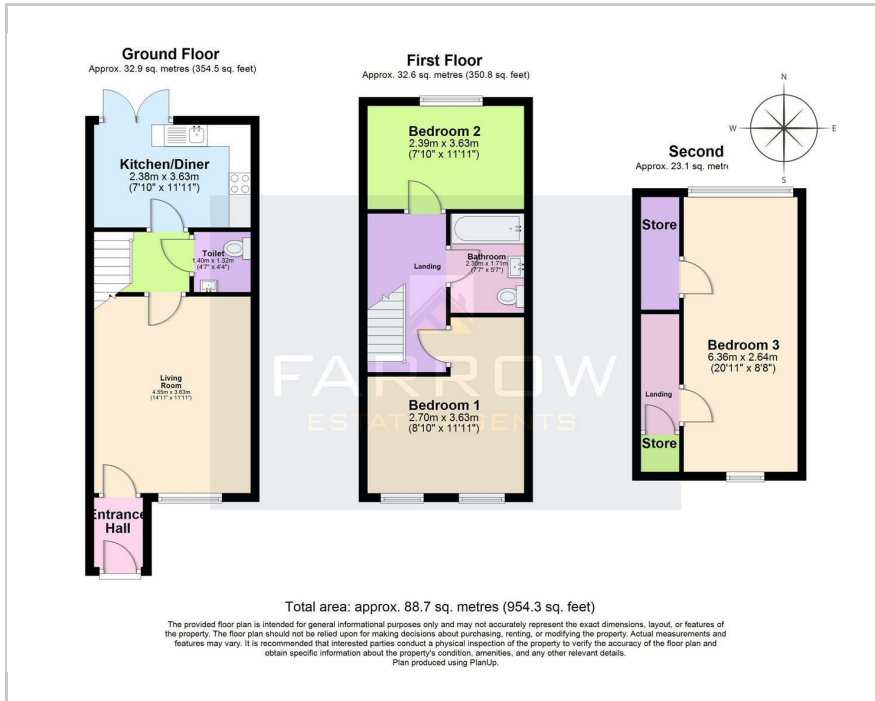 Ground Floor
Approx. 32.9 sq. metres (354.5 sq. feet)
Kitchen/Diner
2.38m x 3.63m
(7'10" x 11'11")
Toilet
1.40m x 1.32m
(4'7" x 4'4")
Living
Room
4.55m x 3.63m
(14'11" x 11'11")
Entrance
Hall
First Floor
Approx. 32.6 sq. metres (350.8 sq. feet)
Bedroom 2
2.39m x 3.63m
(7'10" x 11'11")
Landing
Bathroom
2.30m x 1.71m
(7'7" x 5'7")
Bedroom 1
2.70m x 3.63m
(8'10" x 11'11")
N
W
E
S
Second
Approx. 23.1 sq. metre
Store
Bedroom 3
6.36m x 2.64m
(20'11" x 8'8")
Landing
Store
FARROW
ESTATE AGENTS
Total area: approx. 88.7 sq. metres (954.3 sq. feet)
The provided floor plan is intended for general informational purposes only and may not accurately represent the exact dimensions, layout, or features of
the property. The floor plan should not be relied upon for making decisions about purchasing, renting, or modifying the property. Actual measurements and
features may vary. It is recommended that interested parties conduct a physical inspection of the property to verify the accuracy of the floor plan and
obtain specific information about the property's condition, amenities, and any other relevant details.
Plan produced using PlanUp.